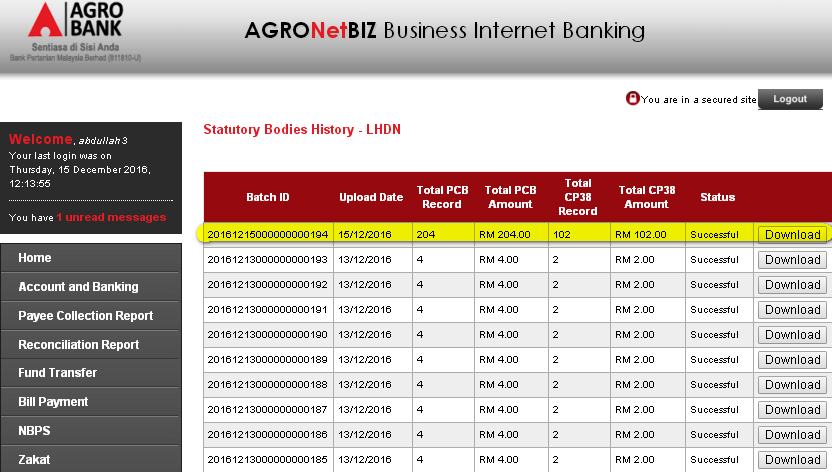 AGRO
BANK
Sentiasa di Sisi Anda
Bank Pertanian Malaysia Berhad (811810-U)
AGRONetBIZ Business Internet Banking
You are in a secured site
Logout
Welcome, abdullah3
Your last login was on
Thursday, 15 December 2016,
12:13:55
You have 1 unread messages
Home
Account and Banking
Payee Collection Report
Reconciliation Report
Fund Transfer
Bill Payment
NBPS
Zakat
Statutory Bodies History - LHDN
Batch ID Upload Date Total PCB Record Total PCB Amount Total CP38 Record Total CP38 Amount Status
20161215000000000194 15/12/2016 204 RM 204.00 102 RM 102.00 Successful Download
20161213000000000193 13/12/2016 4 RM 4.00 2 RM 2.00 Successful Download
20161213000000000192 13/12/2016 4 RM 4.00 2 RM 2.00 Successful Download
20161213000000000191 13/12/2016 4 RM 4.00 2 RM 2.00 Successful Download
20161213000000000190 13/12/2016 4 RM 4.00 2 RM 2.00 Successful Download
20161213000000000189 13/12/2016 4 RM 4.00 2 RM 2.00 Successful Download
20161213000000000188 13/12/2016 4 RM 4.00 2 RM 2.00 Successful Download
20161213000000000187 13/12/2016 4 RM 4.00 2 RM 2.00 Successful Download
20161213000000000186 13/12/2016 4 RM 4.00 2 RM 2.00 Successful Download
20161213000000000185 13/12/2016 4 RM 4.00 2 RM 2.00 Successful Download